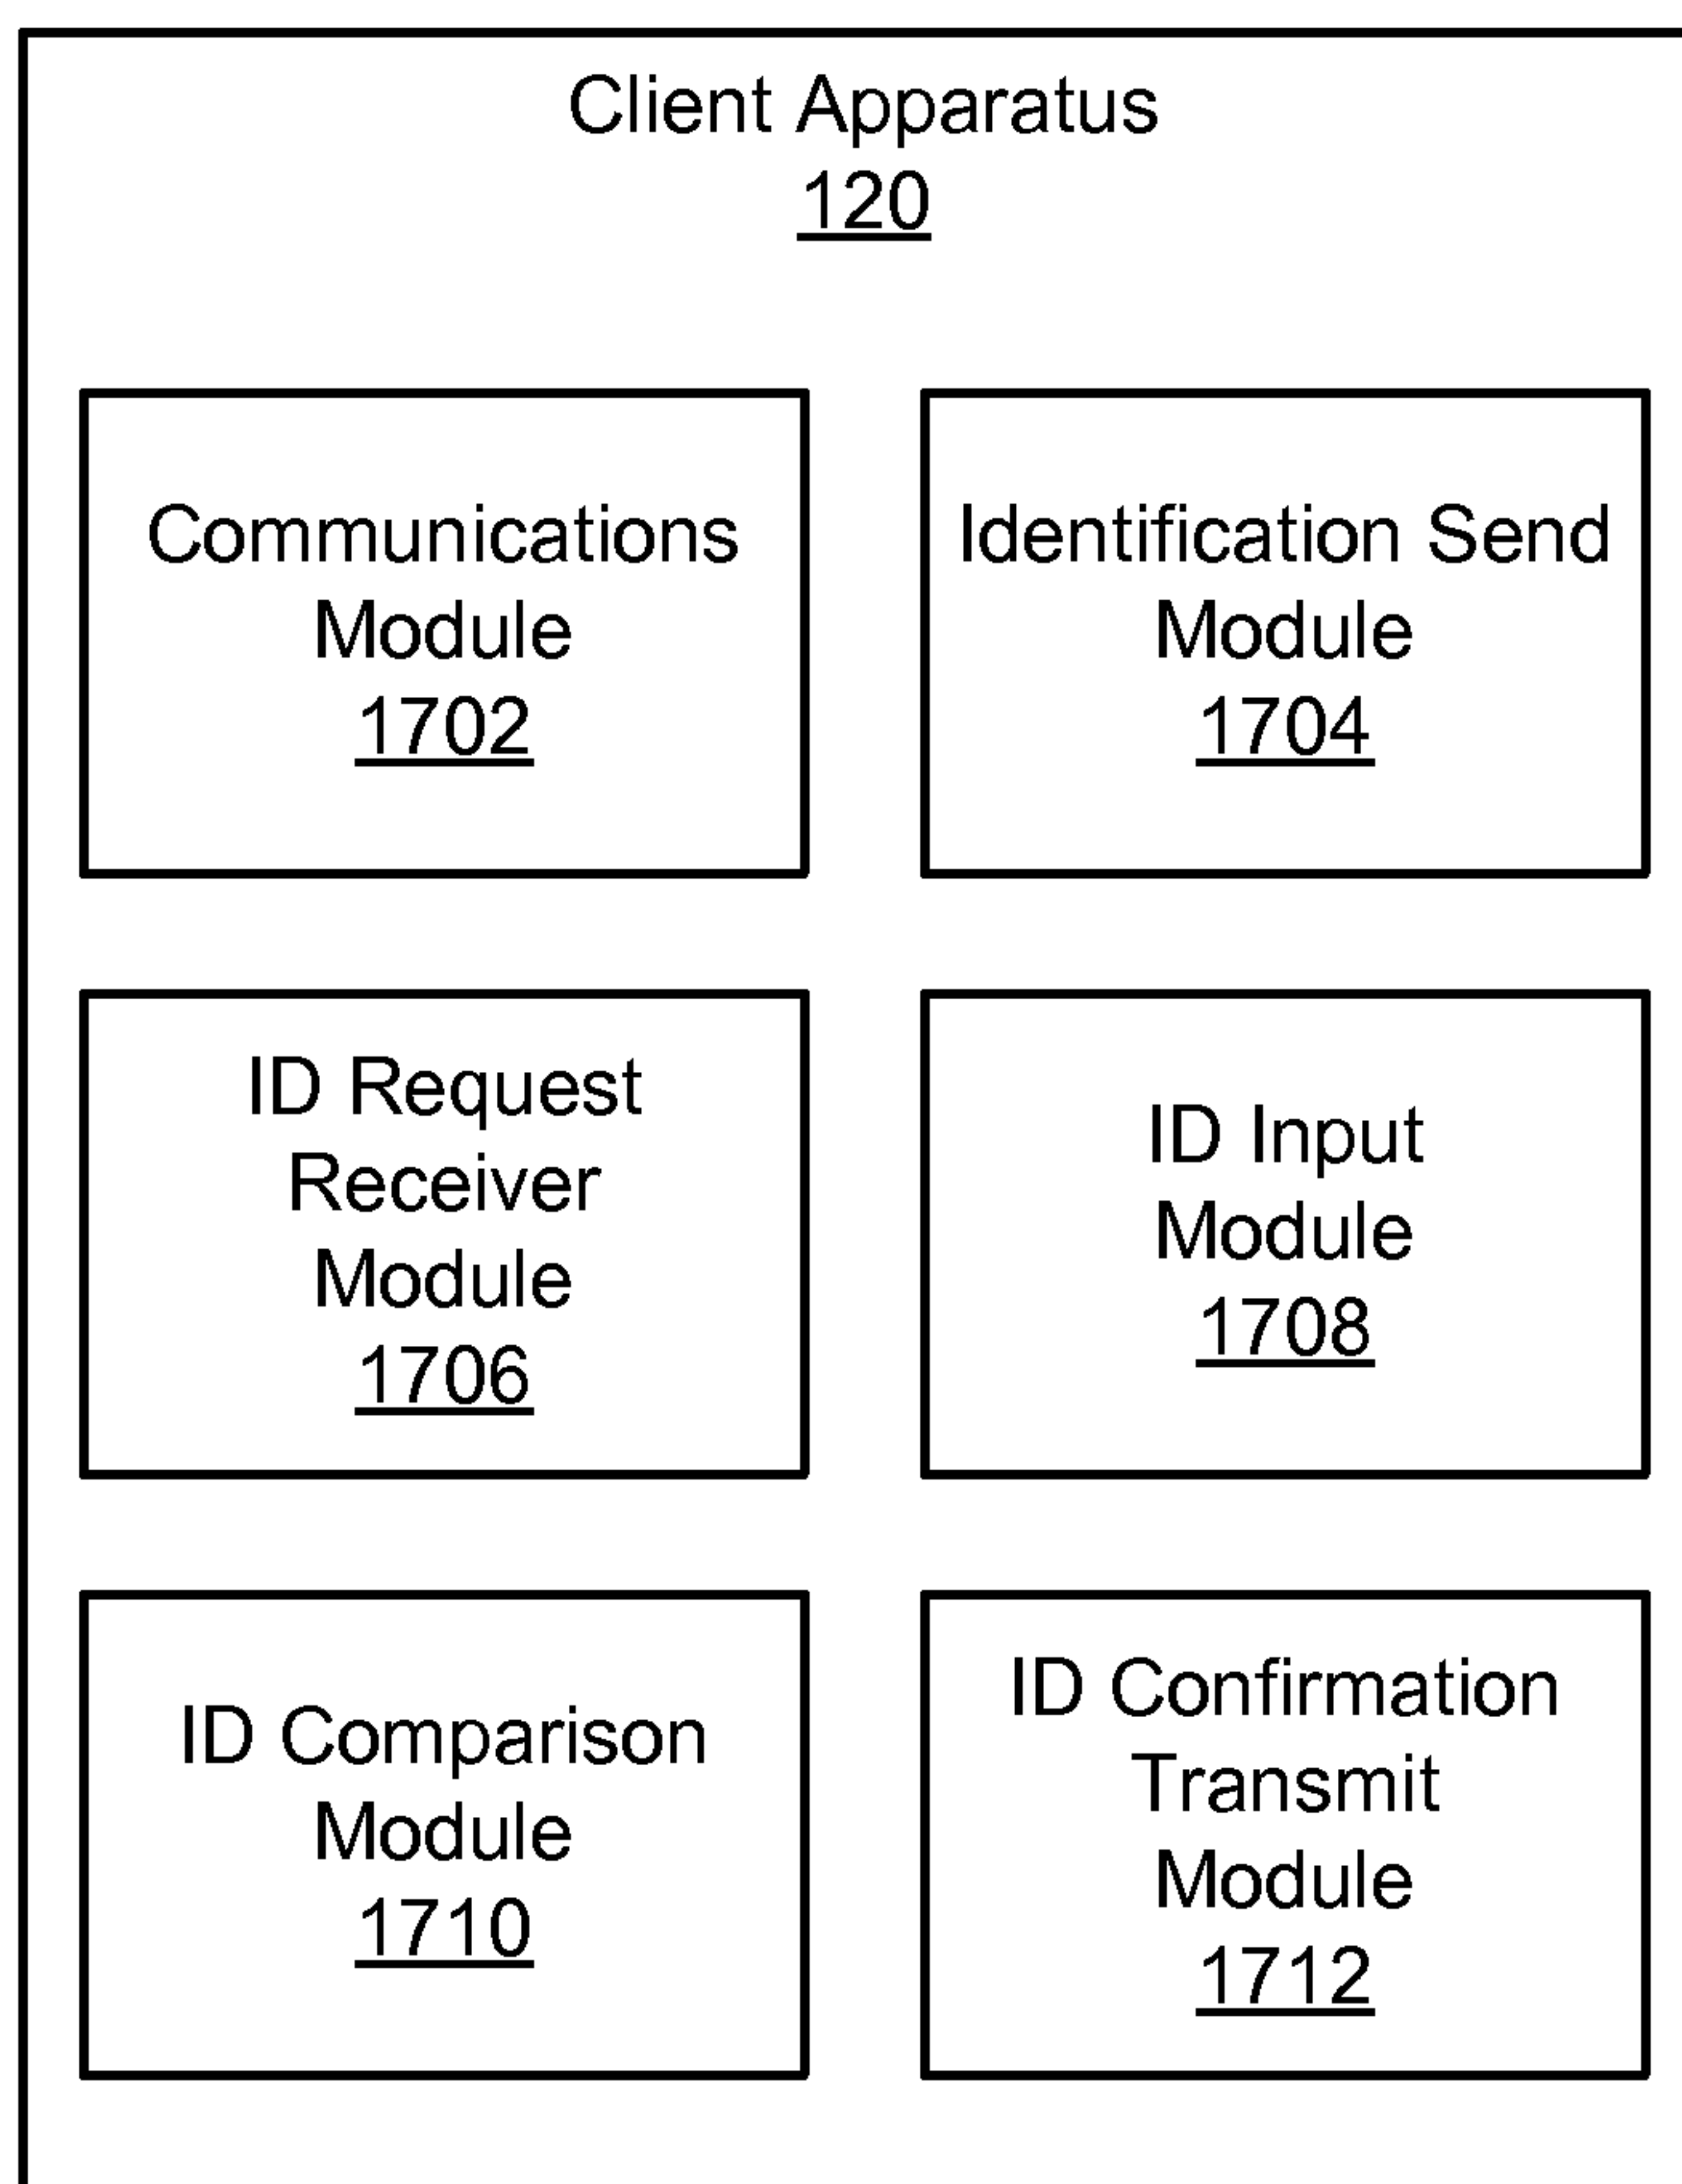 Client Apparatus
120
Communications
Module
1702
Identification Send
Module
1704
ID Request
Receiver
Module
1706
ID Input
Module
1708
ID Comparison
Module
1710
ID Confirmation
Transmit
Module
1712